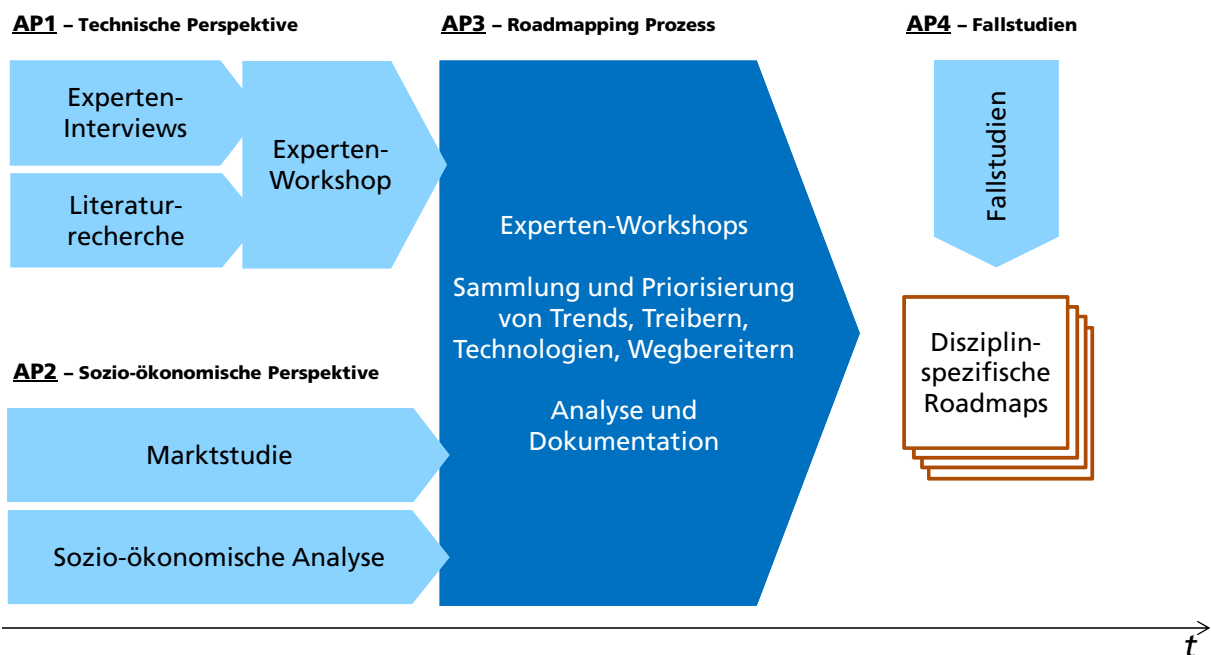 AP1 – Technische Perspektive
Experten-
Interviews
Literatur-
recherche
Experten-
Workshop
AP2 – Sozio-ökonomische Perspektive
Marktstudie
Sozio-ökonomische Analyse
AP3 – Roadmapping Prozess
Experten-Workshops
Sammlung und Priorisierung
von Trends, Treibern,
Technologien, Wegbereitern
Analyse und
Dokumentation
AP4 – Fallstudien
Fallstudien
Disziplin-
spezifische
Roadmaps
t